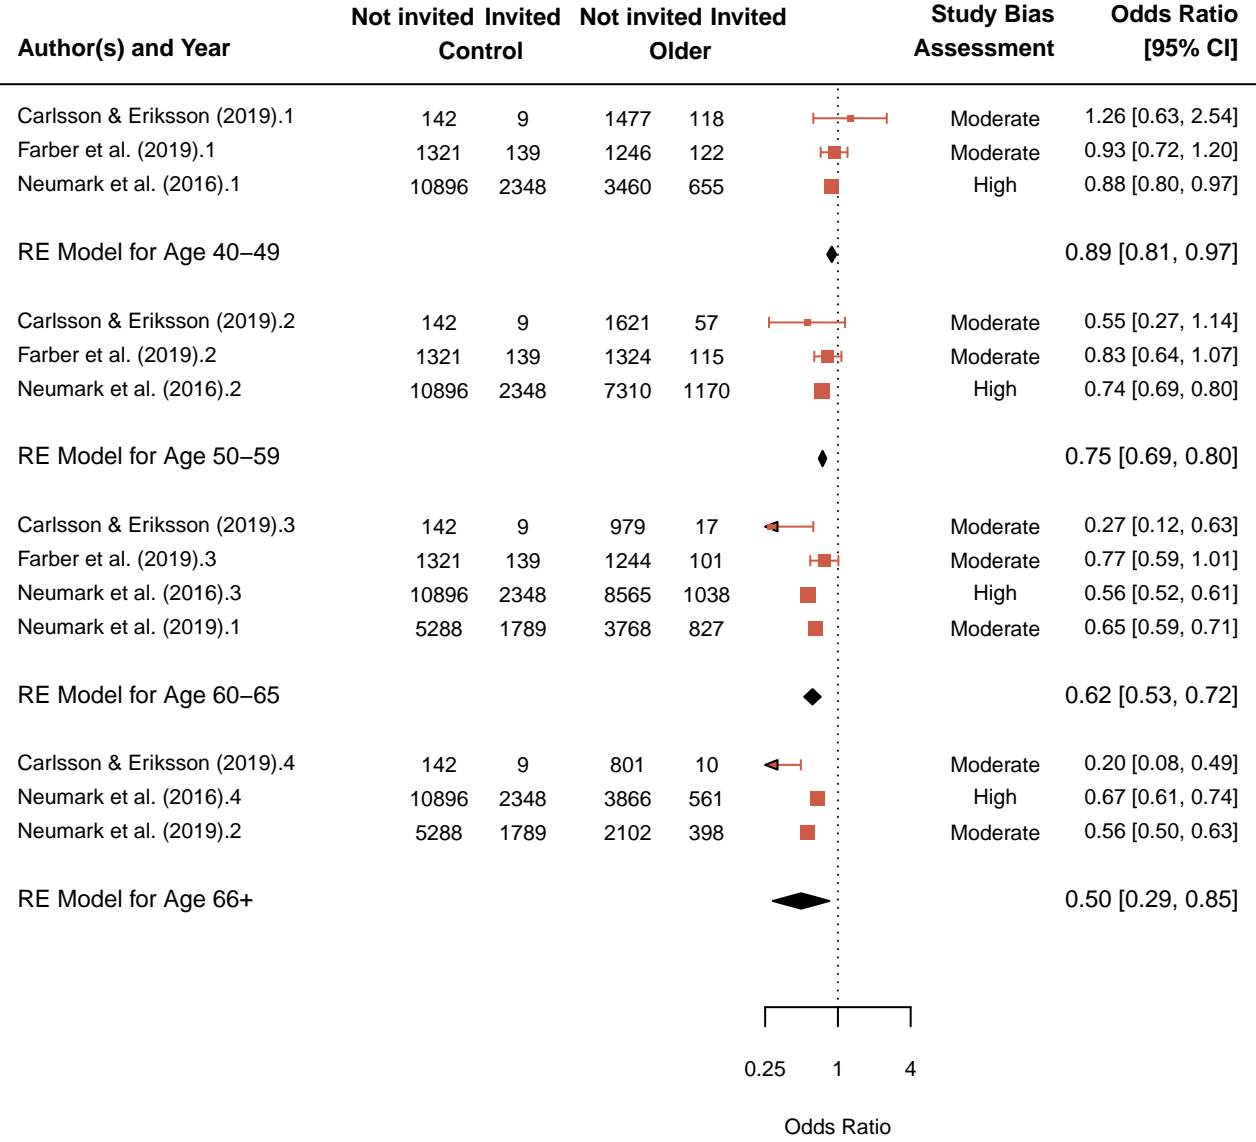 Not invited Invited Not invited Invited Study Bias Odds Ratio
Author(s) and Year Control Older Assessment [95% CI]
Carlsson & Eriksson (2019).1 142 9 1477 118 Moderate 1.26 [0.63, 2.54]
Farber et al. (2019).1 1321 139 1246 122 Moderate 0.93 [0.72, 1.20]
Neumark et al. (2016).1 10896 2348 3460 655 High 0.88 [0.80, 0.97]
RE Model for Age 40−49 0.89 [0.81, 0.97]
Carlsson & Eriksson (2019).2 142 9 1621 57 Moderate 0.55 [0.27, 1.14]
Farber et al. (2019).2 1321 139 1324 115 Moderate 0.83 [0.64, 1.07]
Neumark et al. (2016).2 10896 2348 7310 1170 High 0.74 [0.69, 0.80]
RE Model for Age 50−59 0.75 [0.69, 0.80]
Carlsson & Eriksson (2019).3 142 9 979 17 Moderate 0.27 [0.12, 0.63]
Farber et al. (2019).3 1321 139 1244 101 Moderate 0.77 [0.59, 1.01]
Neumark et al. (2016).3 10896 2348 8565 1038 High 0.56 [0.52, 0.61]
Neumark et al. (2019).1 5288 1789 3768 827 Moderate 0.65 [0.59, 0.71]
RE Model for Age 60−65 0.62 [0.53, 0.72]
Carlsson & Eriksson (2019).4 142 9 801 10 Moderate 0.20 [0.08, 0.49]
Neumark et al. (2016).4 10896 2348 3866 561 High 0.67 [0.61, 0.74]
Neumark et al. (2019).2 5288 1789 2102 398 Moderate 0.56 [0.50, 0.63]
RE Model for Age 66+ 0.50 [0.29, 0.85]
0.25 1 4
Odds Ratio